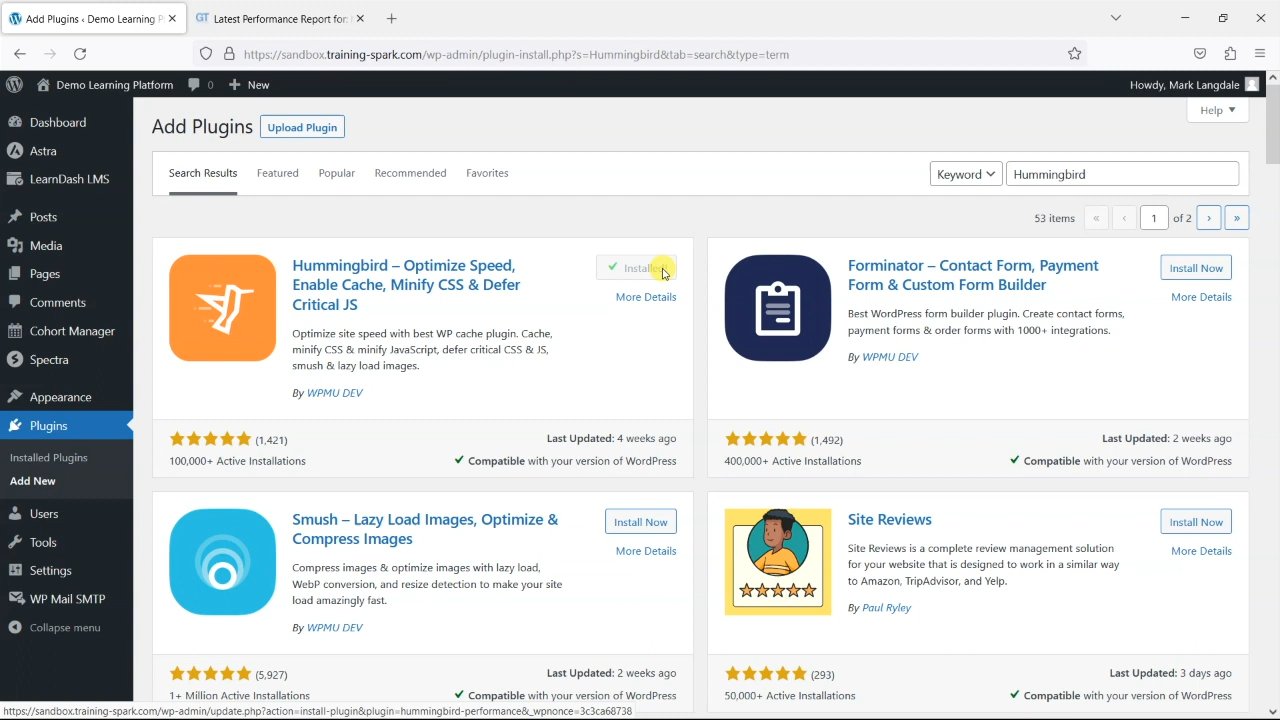 Add Plugins ‹ Demo Learning P
GT Latest Performance Report for:
https://sandbox.training-spark.com/wp-admin/plugin-install.php?s=Hummingbird&tab=search&type=term
Demo Learning Platform
0
New
Howdy, Mark Langdale
Dashboard
Astra
LearnDash LMS
Posts
Media
Pages
Comments
Cohort Manager
Spectra
Appearance
Plugins
Installed Plugins
Add New
Users
Tools
Settings
WP Mail SMTP
Collapse menu
Add Plugins
Upload Plugin
Help
Search Results
Featured
Popular
Recommended
Favorites
Keyword
Hummingbird
53 items
«
‹
1
of 2
›
»
Hummingbird – Optimize Speed,
Enable Cache, Minify CSS & Defer
Critical JS
Installed
More Details
Optimize site speed with best WP cache plugin. Cache,
minify CSS & minify JavaScript, defer critical CSS & JS,
smush & lazy load images.
By WPMU DEV
(1,421)
Last Updated: 4 weeks ago
100,000+ Active Installations
Compatible with your version of WordPress
Forminator – Contact Form, Payment
Form & Custom Form Builder
Install Now
More Details
Best WordPress form builder plugin. Create contact forms,
payment forms & order forms with 1000+ integrations.
By WPMU DEV
(1,492)
Last Updated: 2 weeks ago
400,000+ Active Installations
Compatible with your version of WordPress
Smush – Lazy Load Images, Optimize &
Compress Images
Install Now
More Details
Compress images & optimize images with lazy load,
WebP conversion, and resize detection to make your site
load amazingly fast.
By WPMU DEV
(5,927)
Last Updated: 2 weeks ago
1+ Million Active Installations
Compatible with your version of WordPress
Site Reviews
Install Now
More Details
Site Reviews is a complete review management solution
for your website that is designed to work in a similar way
to Amazon, TripAdvisor, and Yelp.
By Paul Ryley
(293)
Last Updated: 3 days ago
50,000+ Active Installations
Compatible with your version of WordPress
https://sandbox.training-spark.com/wp-admin/update.php?action=install-plugin&plugin=hummingbird-performance&_wpnonce=3c3ca68738